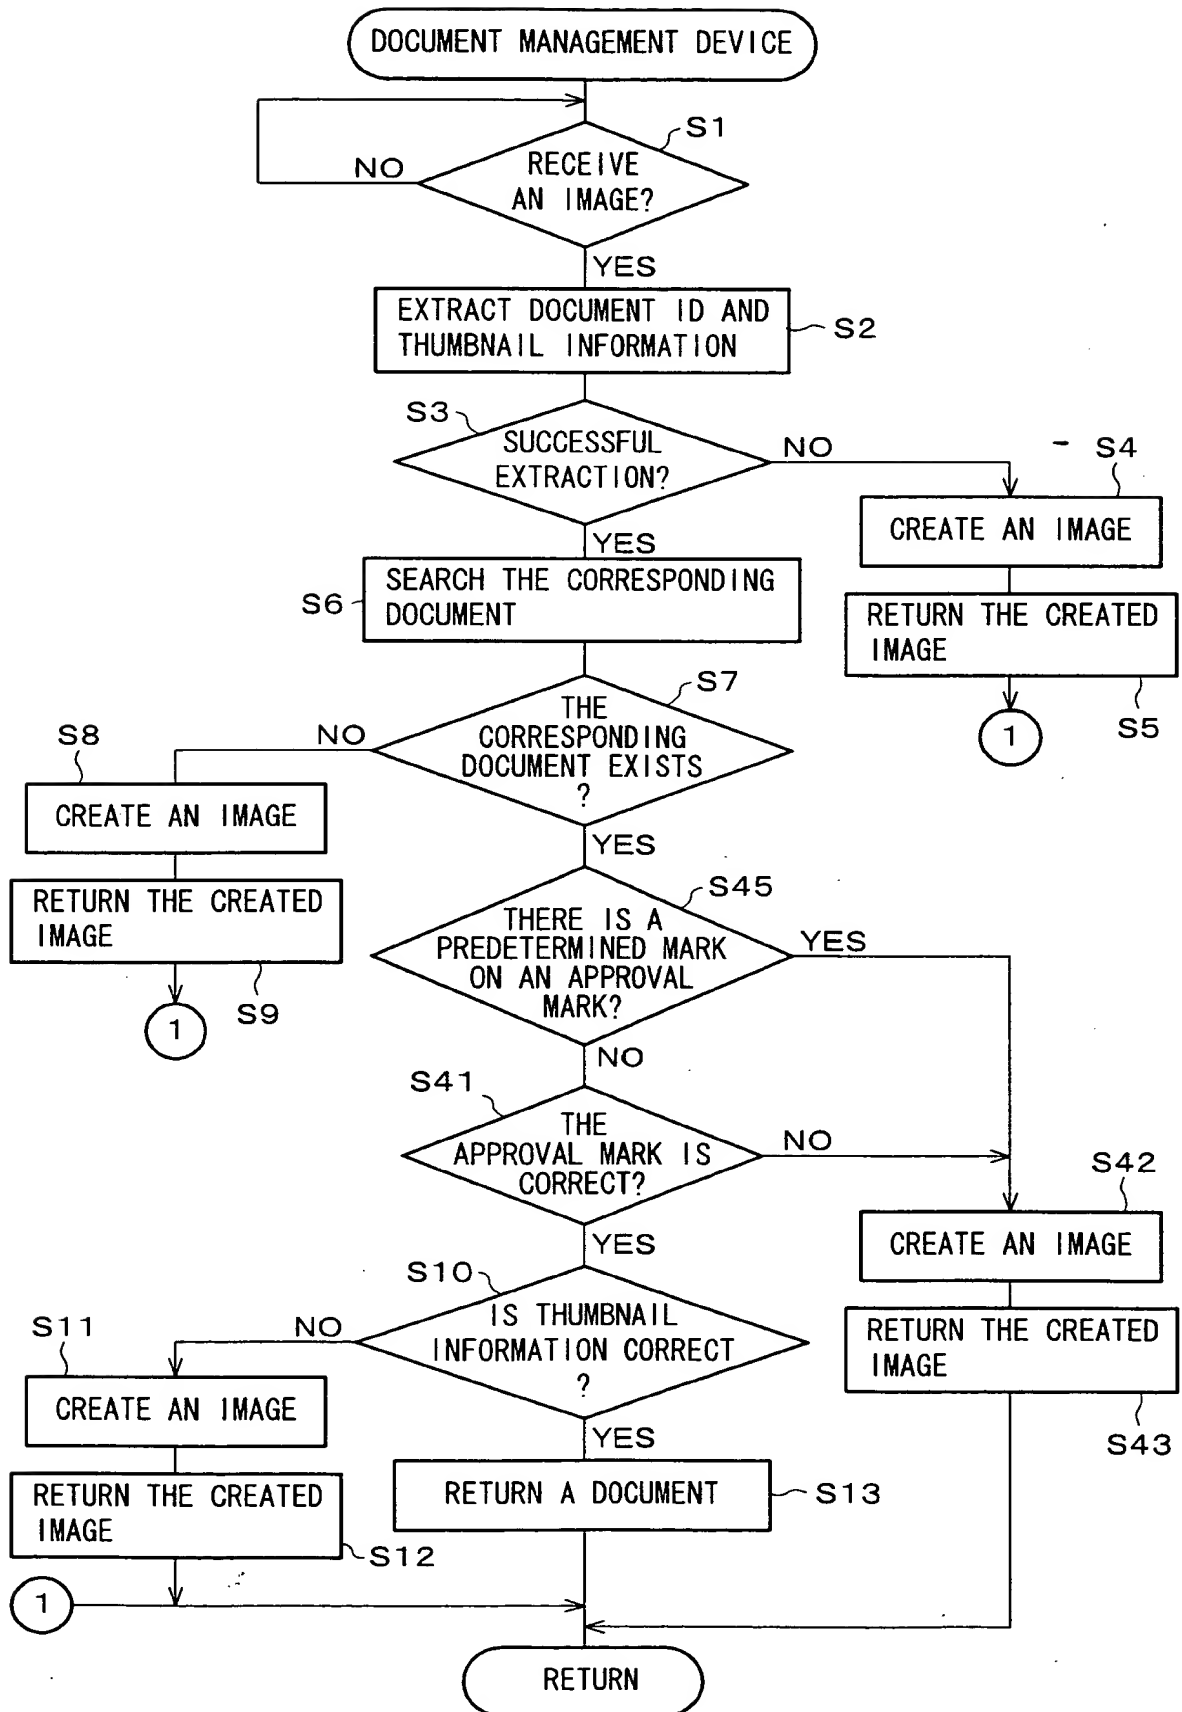 DOCUMENT MANAGEMENT DEVICE
S1
RECEIVE
AN IMAGE?
NO
YES
EXTRACT DOCUMENT ID AND
THUMBNAIL INFORMATION
S2
S3
SUCCESSFUL
EXTRACTION?
NO
S4
CREATE AN IMAGE
YES
SEARCH THE CORRESPONDING
DOCUMENT
S6
RETURN THE CREATED
IMAGE
S5
1
S7
THE
CORRESPONDING
DOCUMENT EXISTS
?
NO
S8
CREATE AN IMAGE
YES
RETURN THE CREATED
IMAGE
S9
1
S45
THERE IS A
PREDETERMINED MARK
ON AN APPROVAL
MARK?
YES
NO
S41
THE
APPROVAL MARK IS
CORRECT?
NO
S42
CREATE AN IMAGE
YES
S10
IS THUMBNAIL
INFORMATION CORRECT
?
NO
S11
CREATE AN IMAGE
RETURN THE CREATED
IMAGE
S43
YES
RETURN A DOCUMENT
S13
RETURN THE CREATED
IMAGE
S12
1
RETURN